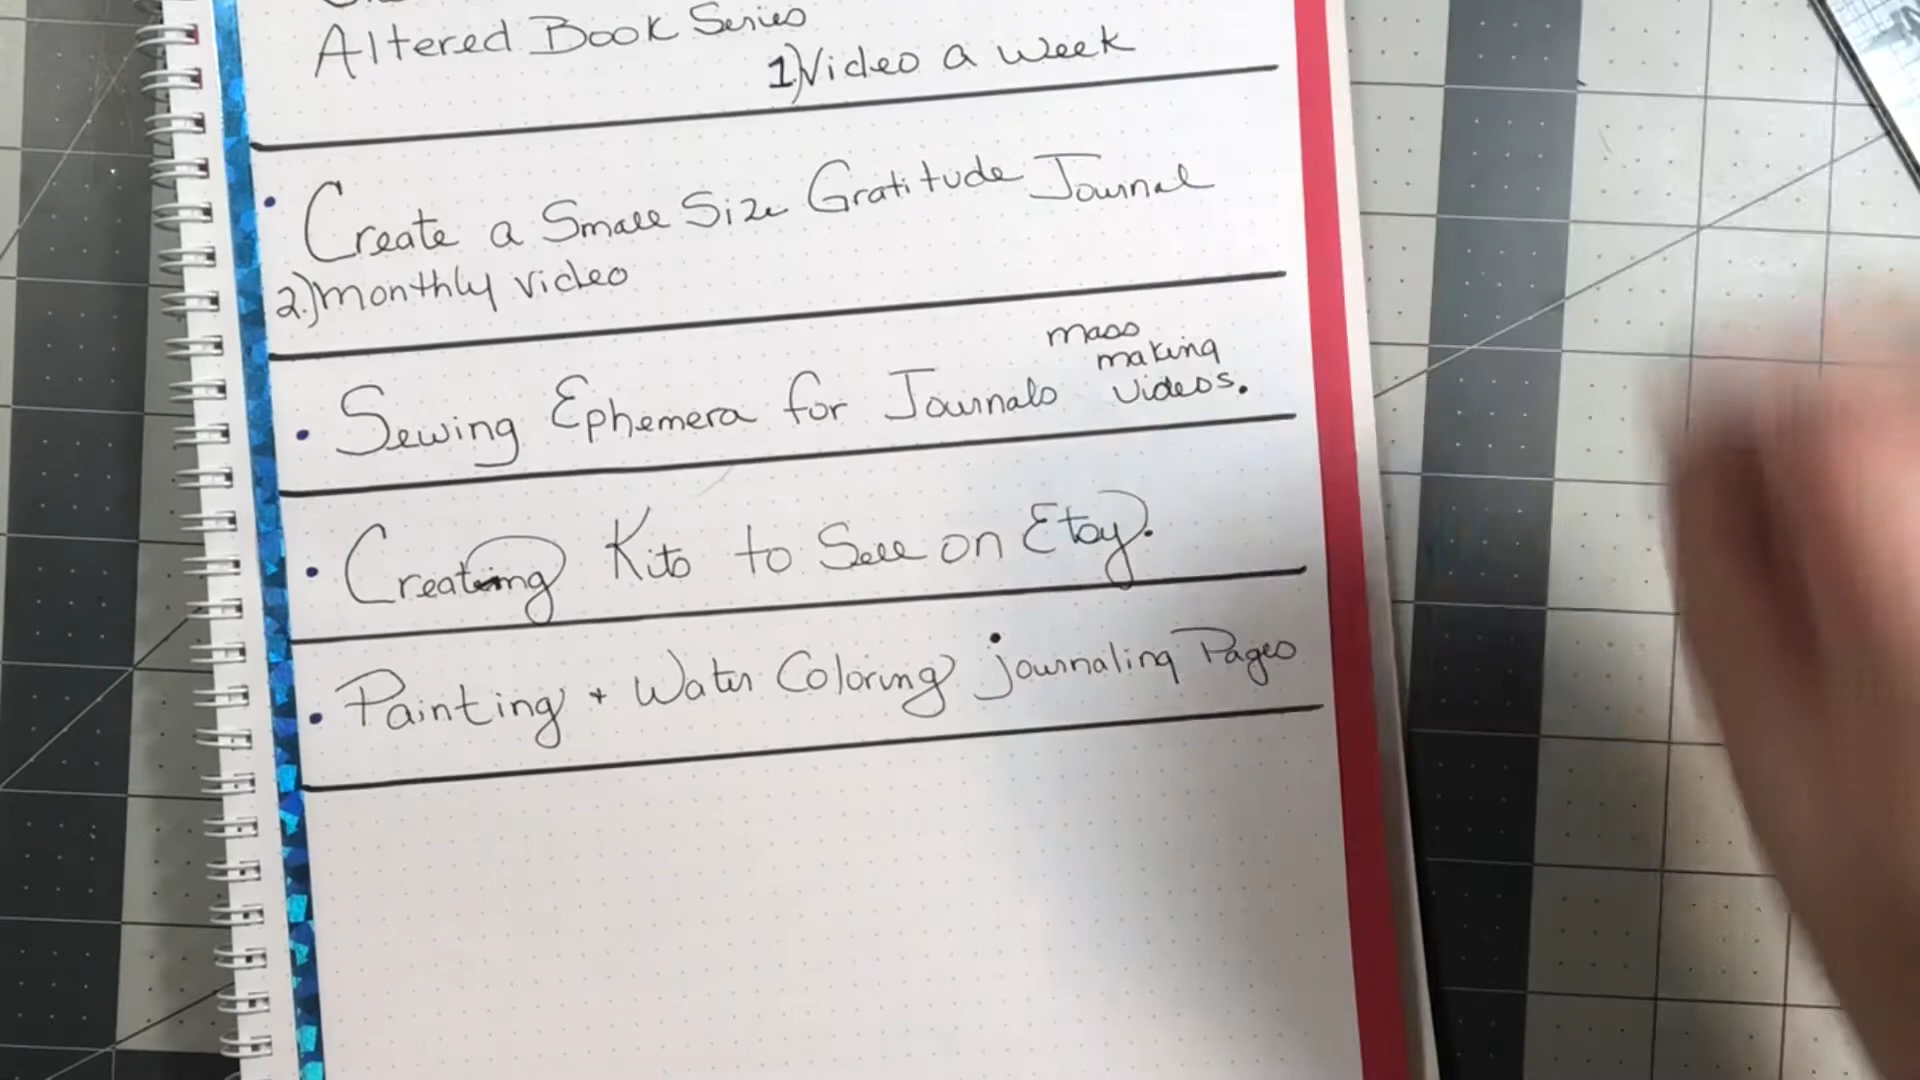 Altered Book Series
1) Video a week
• Create a Small Size Gratitude Journal
2.) monthly video
mass
making
• Sewing Ephemera for Journals videos.
• Creating Kits to Sell on Etsy.
• Painting + Water Coloring journaling Pages